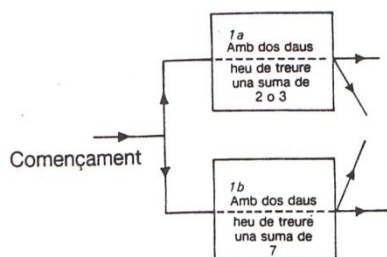 1a
Amb dos daus
heu de treure
una suma de
2 o 3
Començament
1b
Amb dos daus
heu de treure
una suma de
7